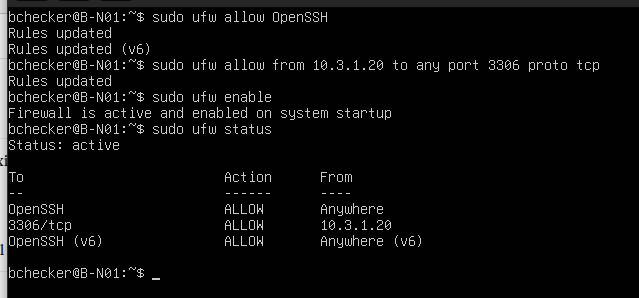 bchecker@B-N01:~$ sudo ufw allow OpenSSH
Rules updated
Rules updated (v6)
bchecker@B-N01:~$ sudo ufw allow from 10.3.1.20 to any port 3306 proto tcp
Rules updated
bchecker@B-N01:~$ sudo ufw enable
Firewall is active and enabled on system startup
bchecker@B-N01:~$ sudo ufw status
Status: active
To                         Action      From
--                         ------      ----
OpenSSH                    ALLOW       Anywhere
3306/tcp                   ALLOW       10.3.1.20
OpenSSH (v6)               ALLOW       Anywhere (v6)
bchecker@B-N01:~$ _